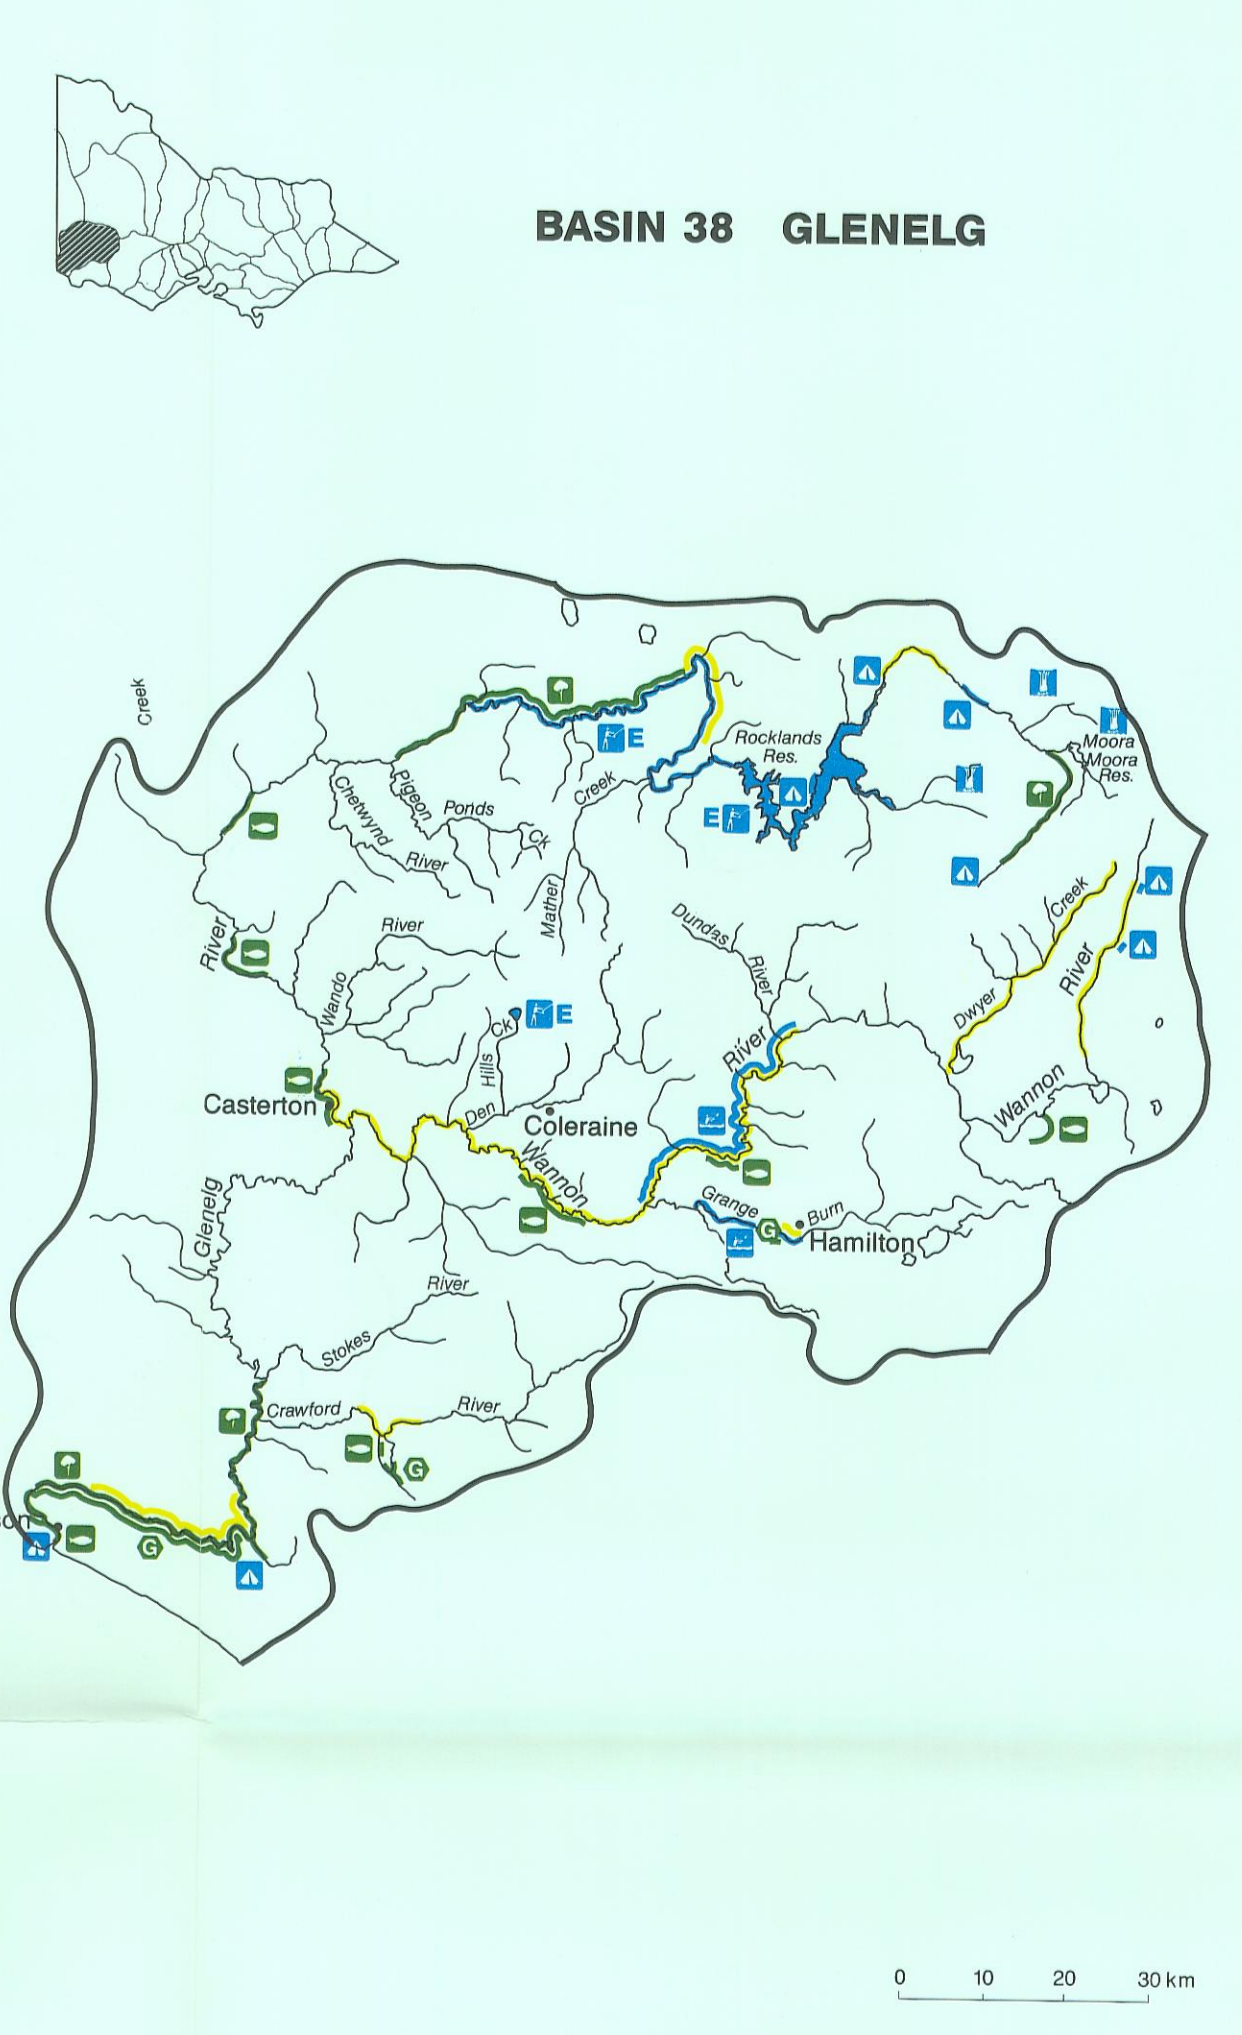 BASIN 38 GLENELG
Creek
Rocklands
Res.
Moora
Moora
Res.
Creek
Pigeon
Ponds
Ck
Chetwynd
River
Mather
Dundas
River
River
River
Wando
River
Creek
Dwyer
River
Wannon
Ck
Hills
Den
E
E
E
Casterton
Coleraine
Wannon
River
Grange
Burn
G
Hamilton
Glenelg
River
Stokes
Crawford
River
G
G
son
0 10 20 30 km